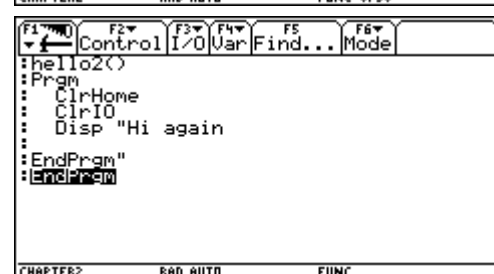 F1 F2 Control F3 I/O F4 Var F5 Find... F6 Mode
:hello2()
:Prgm
: ClrHome
: ClrIO
: Disp "Hi again
:
:EndPrgm"
:EndPrgm
CHAPTER2 RAD AUTO FUNC